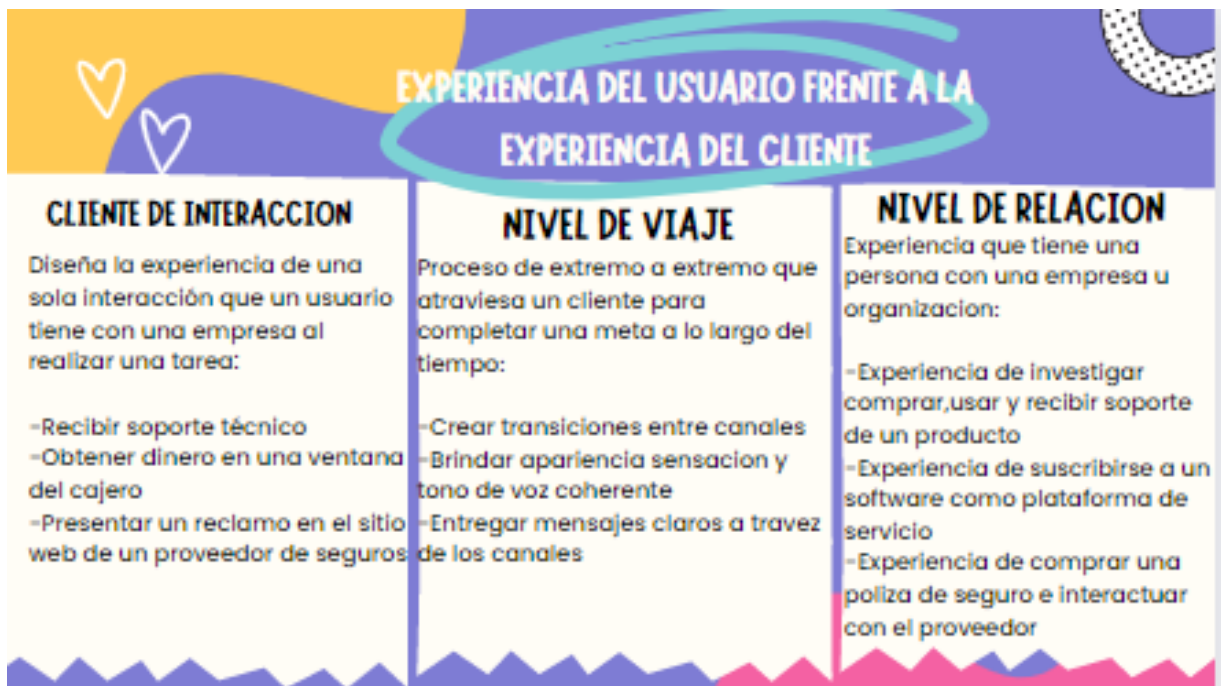 EXPERIENCIA DEL USUARIO FRENTE A LA
EXPERIENCIA DEL CLIENTE
CLIENTE DE INTERACCION
Diseña la experiencia de una
sola interacción que un usuario
tiene con una empresa al
realizar una tarea:
-Recibir soporte técnico
-Obtener dinero en una ventana
del cajero
-Presentar un reclamo en el sitio
web de un proveedor de seguros
NIVEL DE VIAJE
Proceso de extremo a extremo que
atraviesa un cliente para
completar una meta a lo largo del
tiempo:
-Crear transiciones entre canales
-Brindar apariencia sensacion y
tono de voz coherente
-Entregar mensajes claros a travez
de los canales
NIVEL DE RELACION
Experiencia que tiene una
persona con una empresa u
organizacion:
-Experiencia de investigar
comprar,usar y recibir soporte
de un producto
-Experiencia de suscribirse a un
software como plataforma de
servicio
-Experiencia de comprar una
poliza de seguro e interactuar
con el proveedor